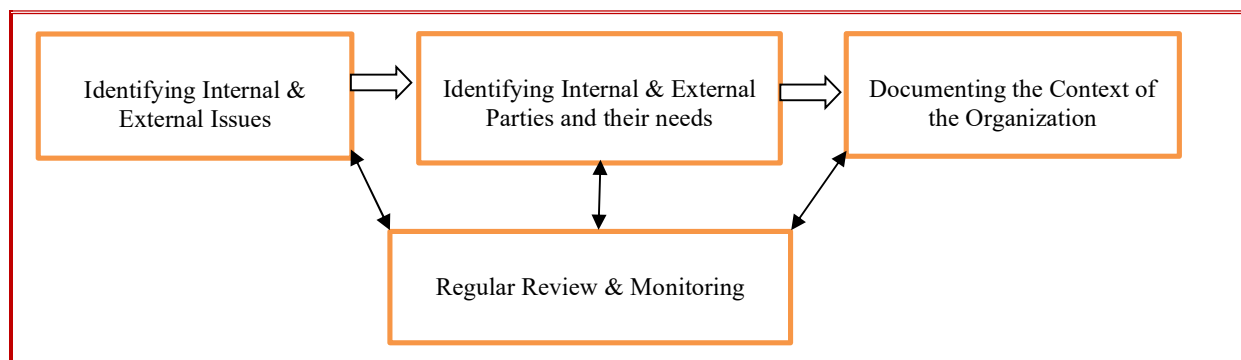 Identifying Internal &
External Issues
Identifying Internal & External
Parties and their needs
Documenting the Context of
the Organization
Regular Review & Monitoring